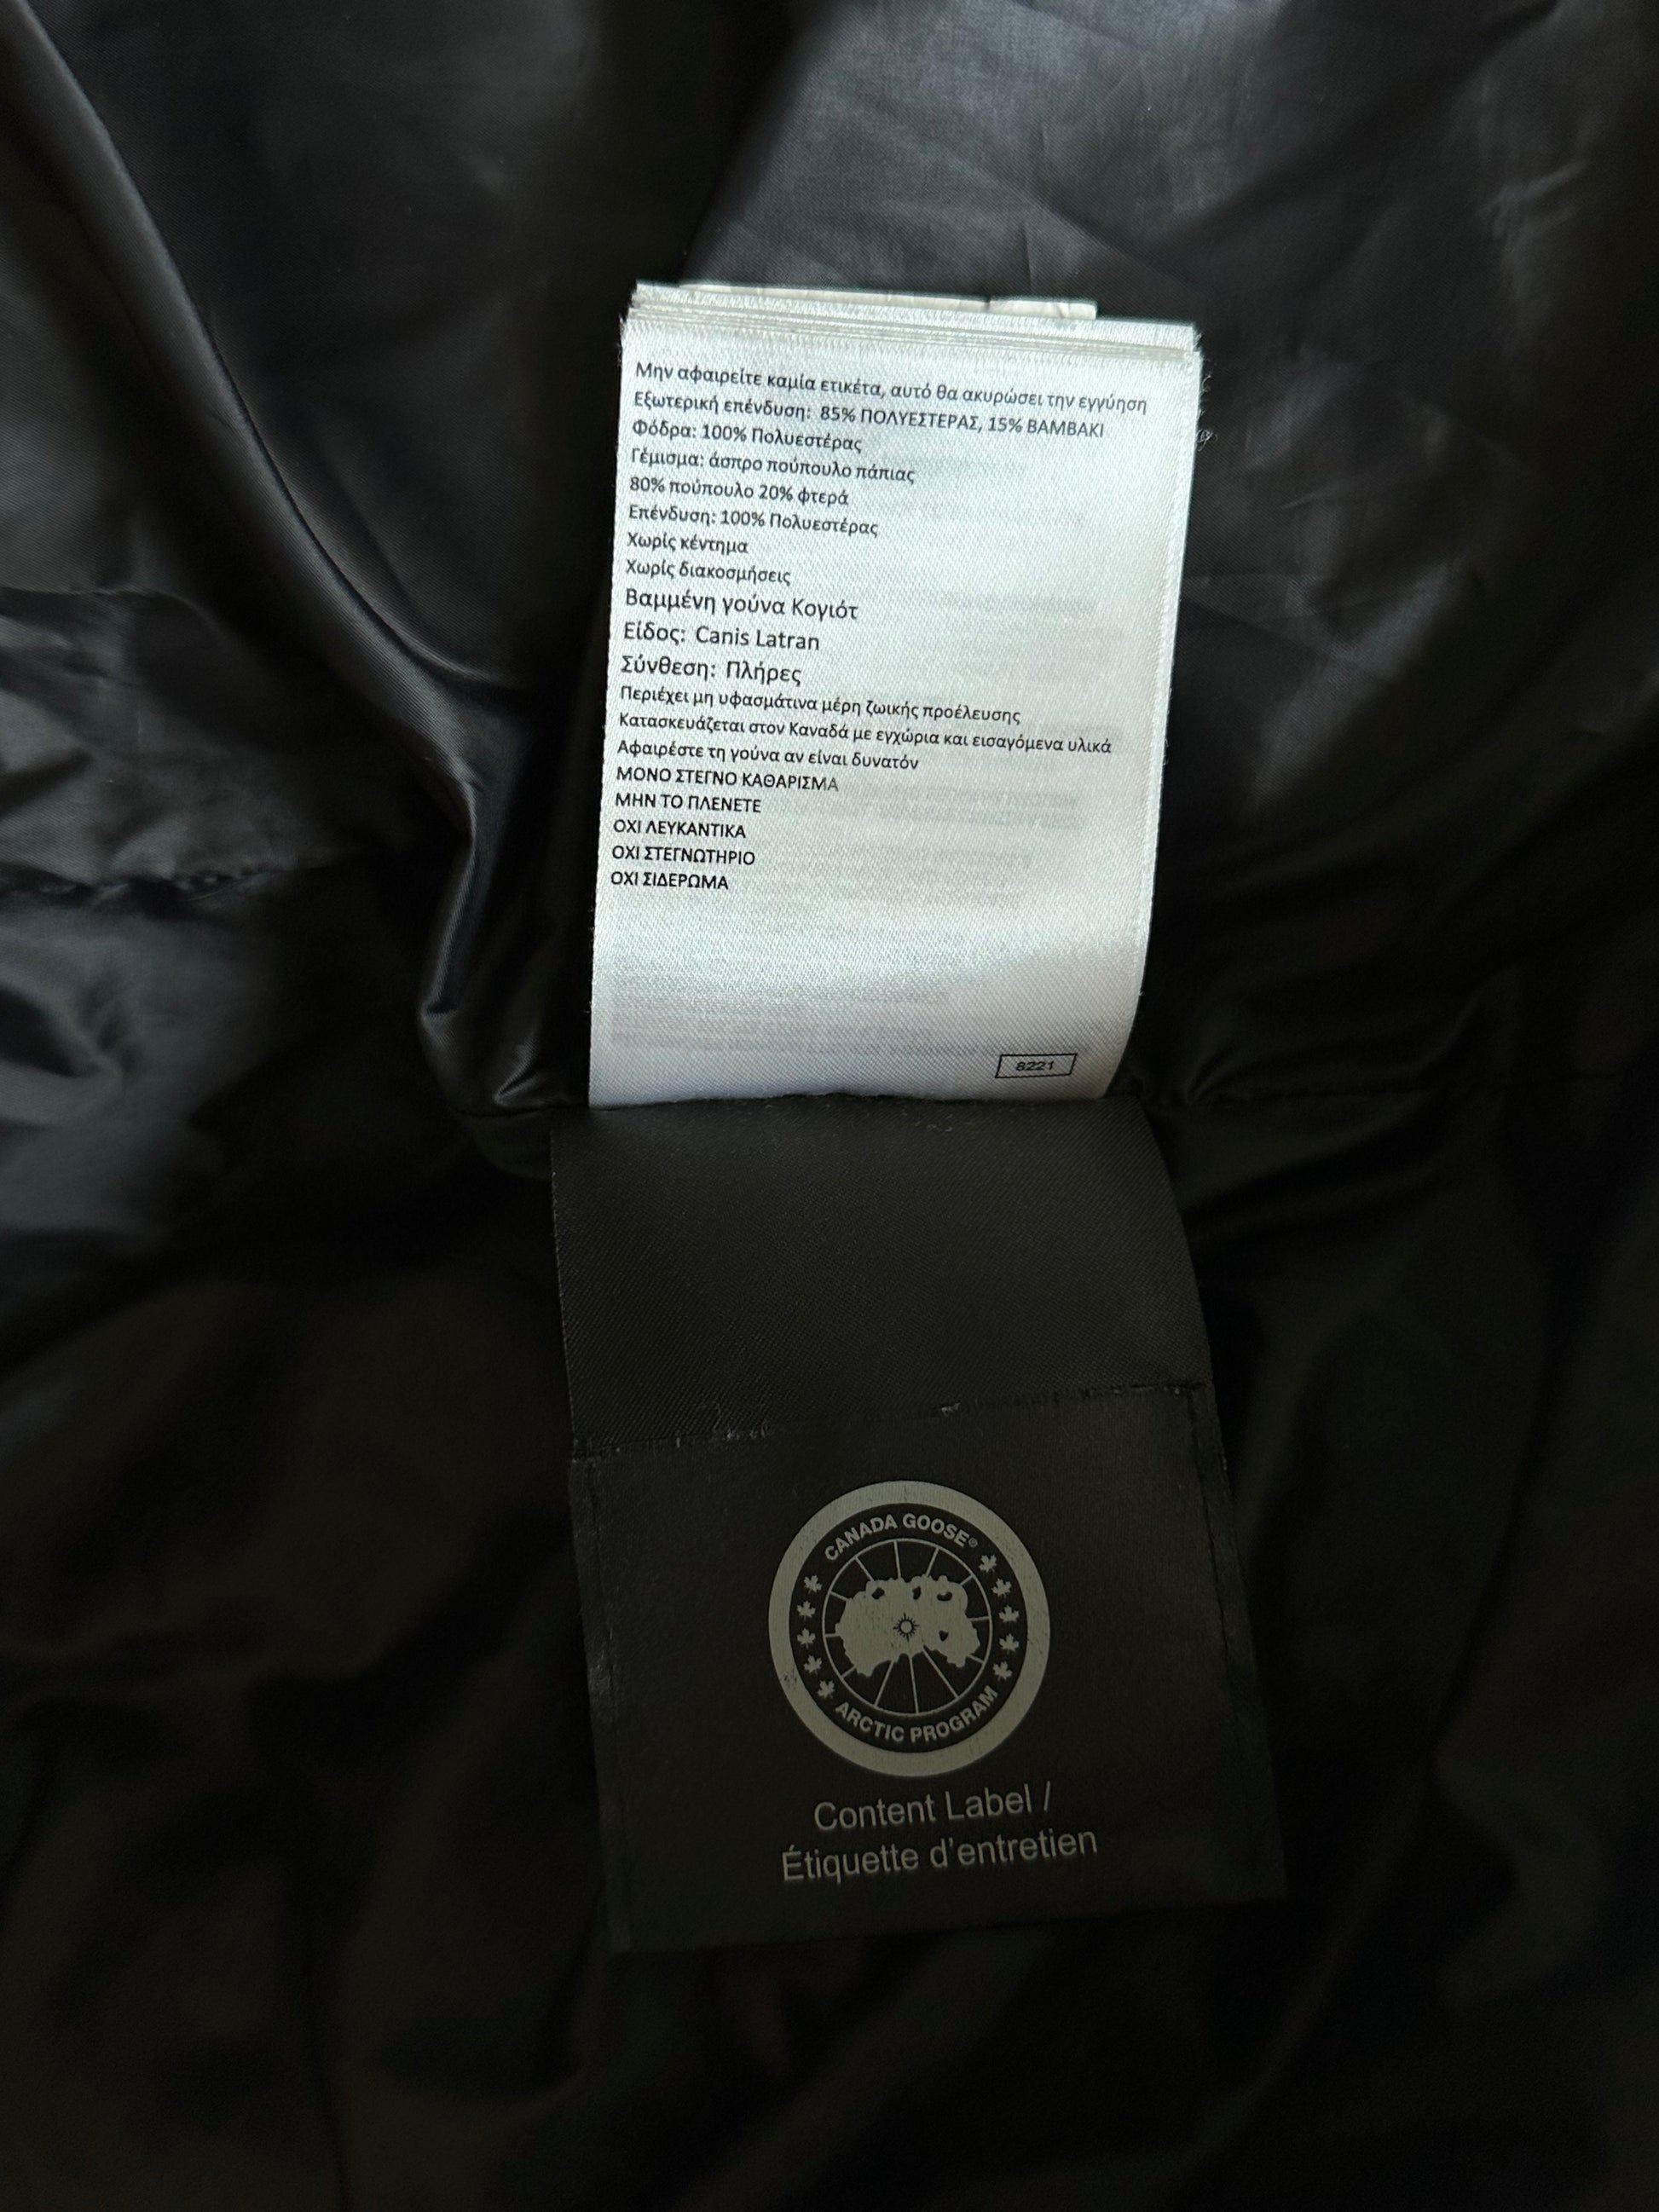 Μην αφαιρείτε καμία ετικέτα, αυτό θα ακυρώσει την εγγύηση
Εξωτερική επένδυση: 85% ΠΟΛΥΕΣΤΕΡΑΣ, 15% ΒΑΜΒΑΚΙ
Φόδρα: 100% Πολυεστέρας
Γέμισμα: άσπρο πούπουλο πάπιας
80% πούπουλο 20% φτερά
Επένδυση: 100% Πολυεστέρας
Χωρίς κέντημα
Χωρίς διακοσμήσεις
Βαμμένη γούνα Κογιότ
Είδος: Canis Latran
Σύνθεση: Πλήρες
Περιέχει μη υφασμάτινα μέρη ζωικής προέλευσης
Κατασκευάζεται στον Καναδά με εγχώρια και εισαγόμενα υλικά
Αφαιρέστε τη γούνα αν είναι δυνατόν
ΜΟΝΟ ΣΤΕΓΝΟ ΚΑΘΑΡΙΣΜΑ
ΜΗΝ ΤΟ ΠΛΕΝΕΤΕ
ΟΧΙ ΛΕΥΚΑΝΤΙΚΑ
ΟΧΙ ΣΤΕΓΝΩΤΗΡΙΟ
ΟΧΙ ΣΙΔΕΡΩΜΑ
8221
CANADA GOOSE®
ARCTIC PROGRAM
Content Label /
Étiquette d'entretien